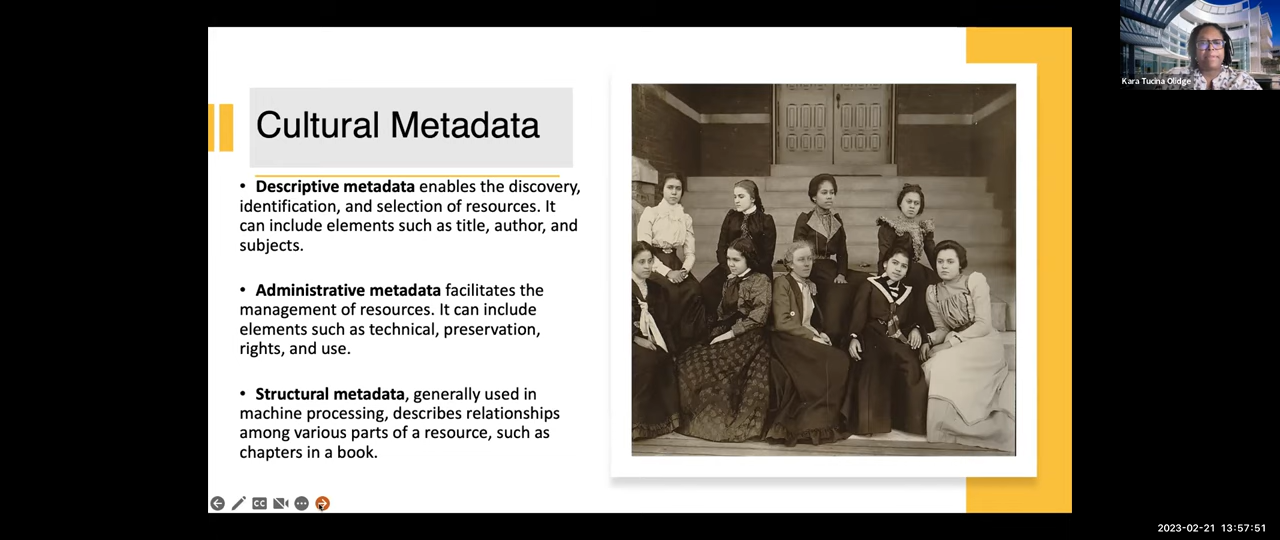 Cultural Metadata
• Descriptive metadata enables the discovery,
identification, and selection of resources. It
can include elements such as title, author, and
subjects.
• Administrative metadata facilitates the
management of resources. It can include
elements such as technical, preservation,
rights, and use.
• Structural metadata, generally used in
machine processing, describes relationships
among various parts of a resource, such as
chapters in a book.
CC
Kara Tucina Olidge
2023-02-21 13:57:51